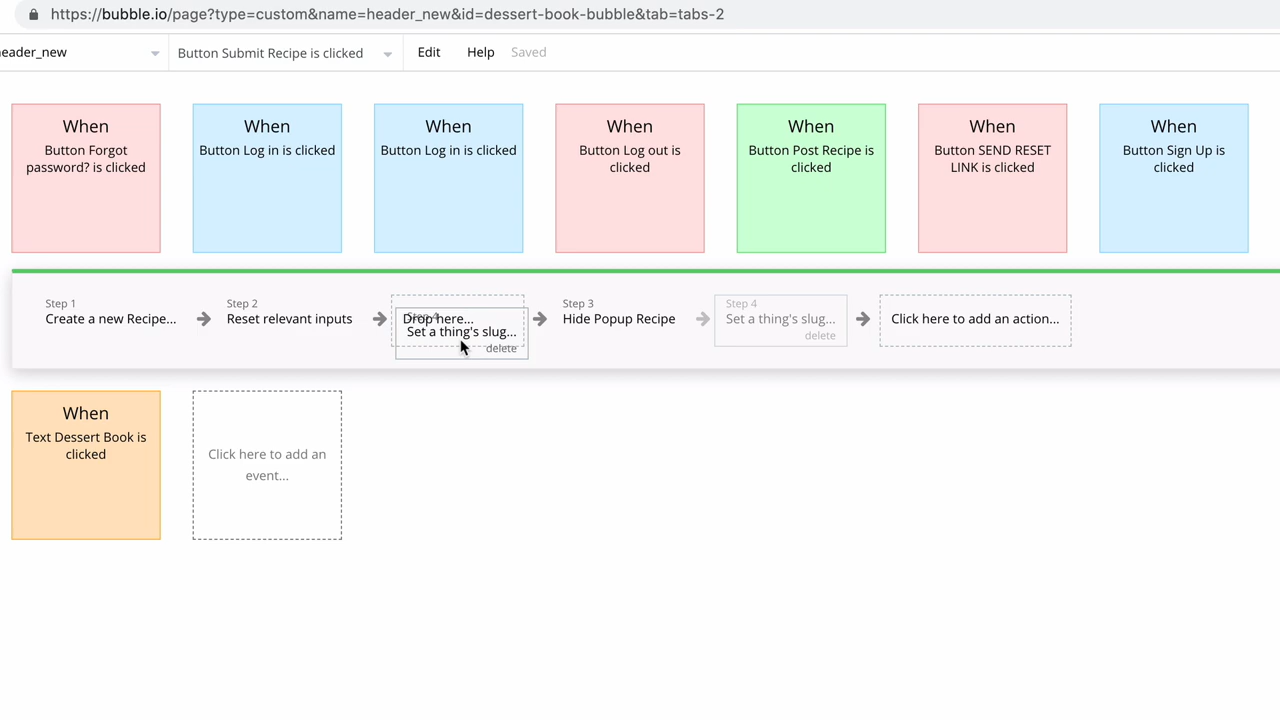 https://bubble.io/page?type=custom&name=header_new&id=dessert-book-bubble&tab=tabs-2
eader_new
Button Submit Recipe is clicked
Edit
Help
Saved
When
Button Forgot
password? is clicked
When
Button Log in is clicked
When
Button Log in is clicked
When
Button Log out is
clicked
When
Button Post Recipe is
clicked
When
Button SEND RESET
LINK is clicked
When
Button Sign Up is
clicked
Step 1
Create a new Recipe...
Step 2
Reset relevant inputs
Drop here...
Step 4
Set a thing's slug...
delete
Step 3
Hide Popup Recipe
Step 4
Set a thing's slug...
delete
Click here to add an action...
When
Text Dessert Book is
clicked
Click here to add an
event...